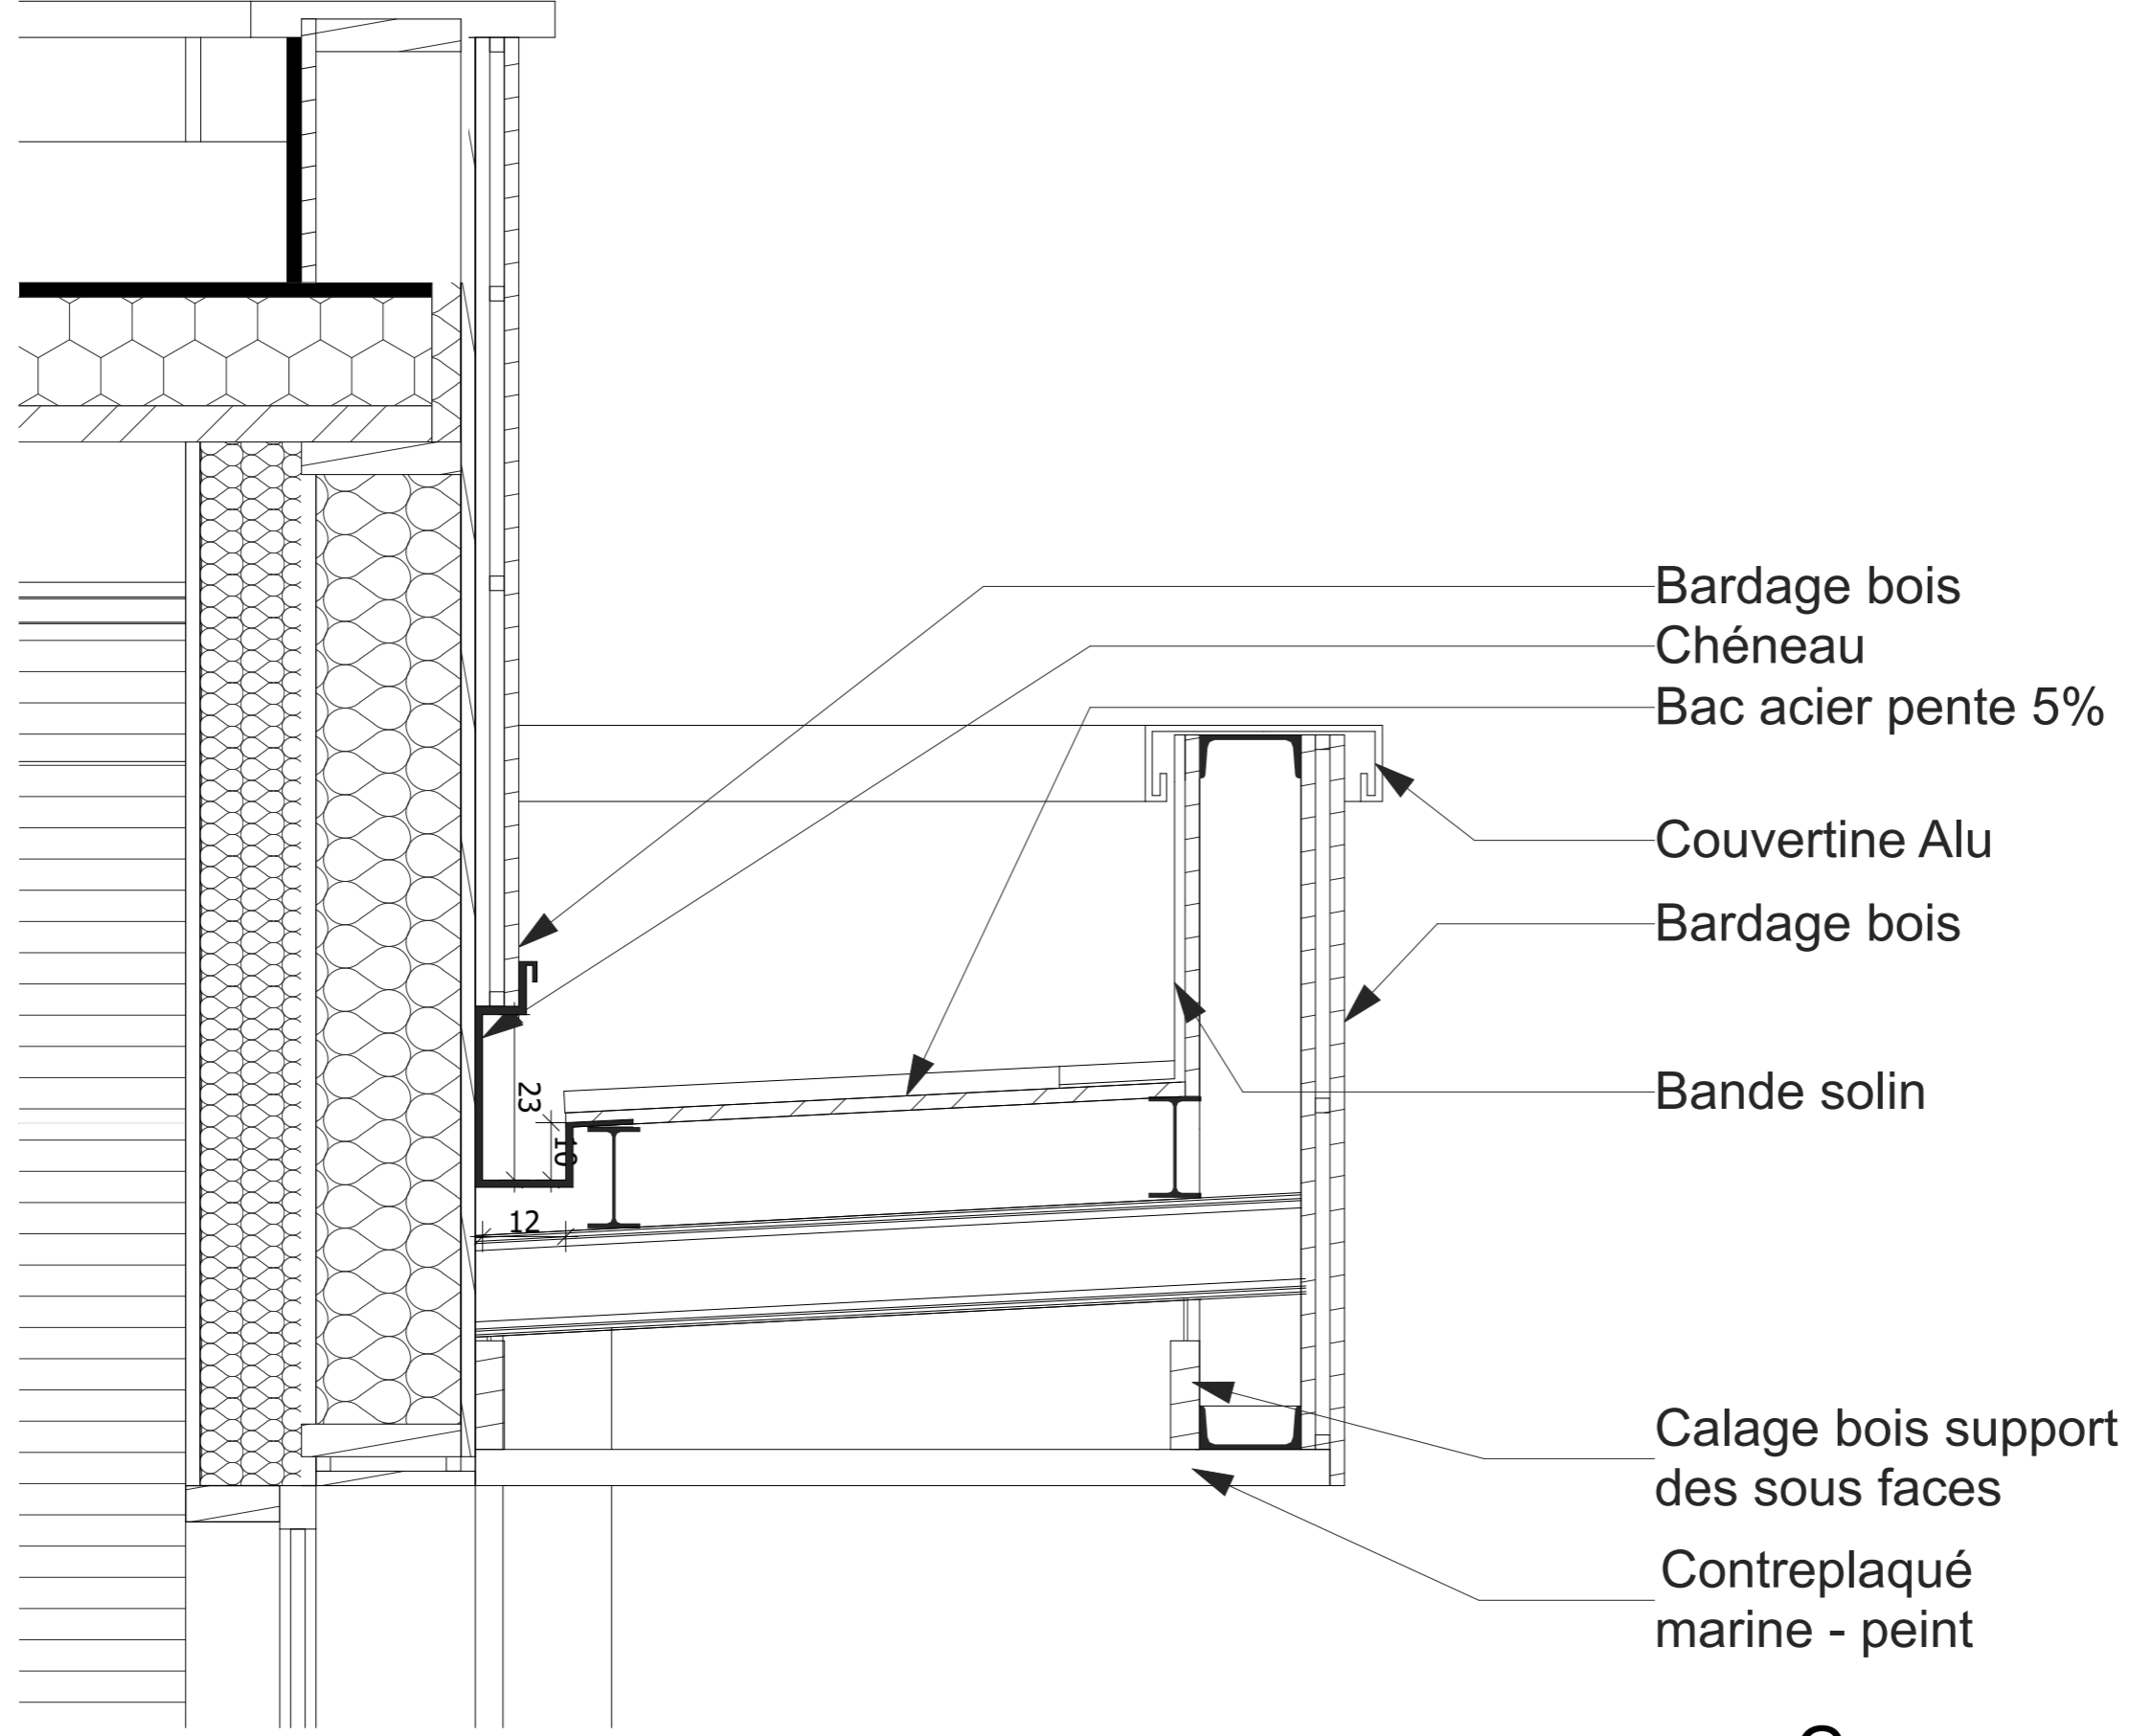 Bardage bois
Chéneau
Bac acier pente 5%
Couvertine Alu
Bardage bois
23
Bande solin
10
12
Calage bois support
des sous faces
Contreplaqué
marine - peint